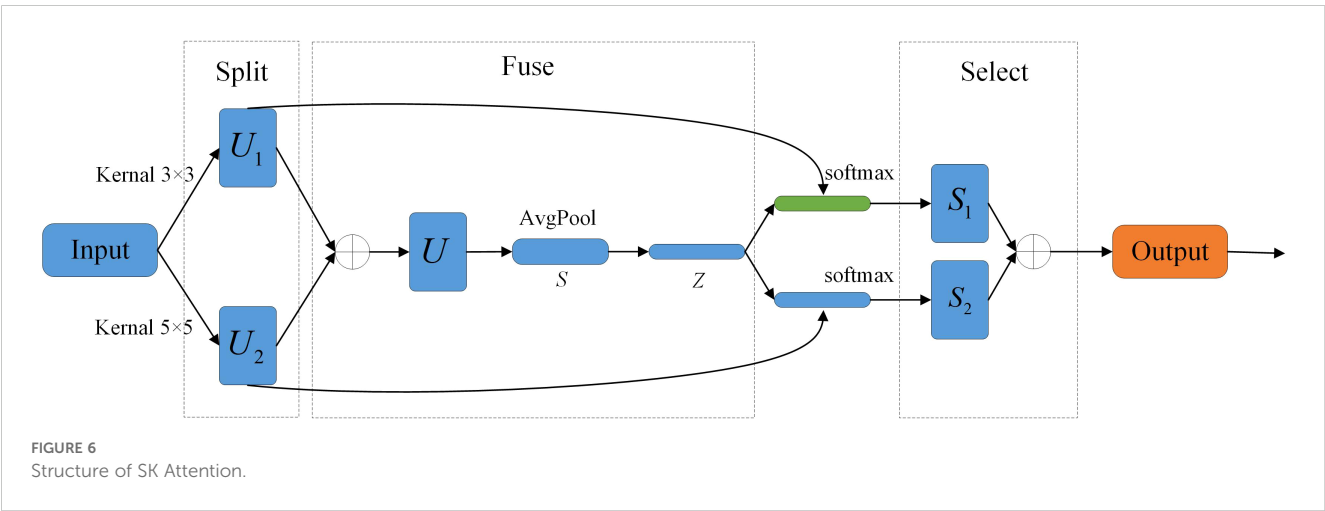 Split
Fuse
Select
U1
Kernal 3×3
softmax
S1
AvgPool
Input
U
Output
S
Z
softmax
S2
Kernal 5×5
U2
FIGURE 6
Structure of SK Attention.